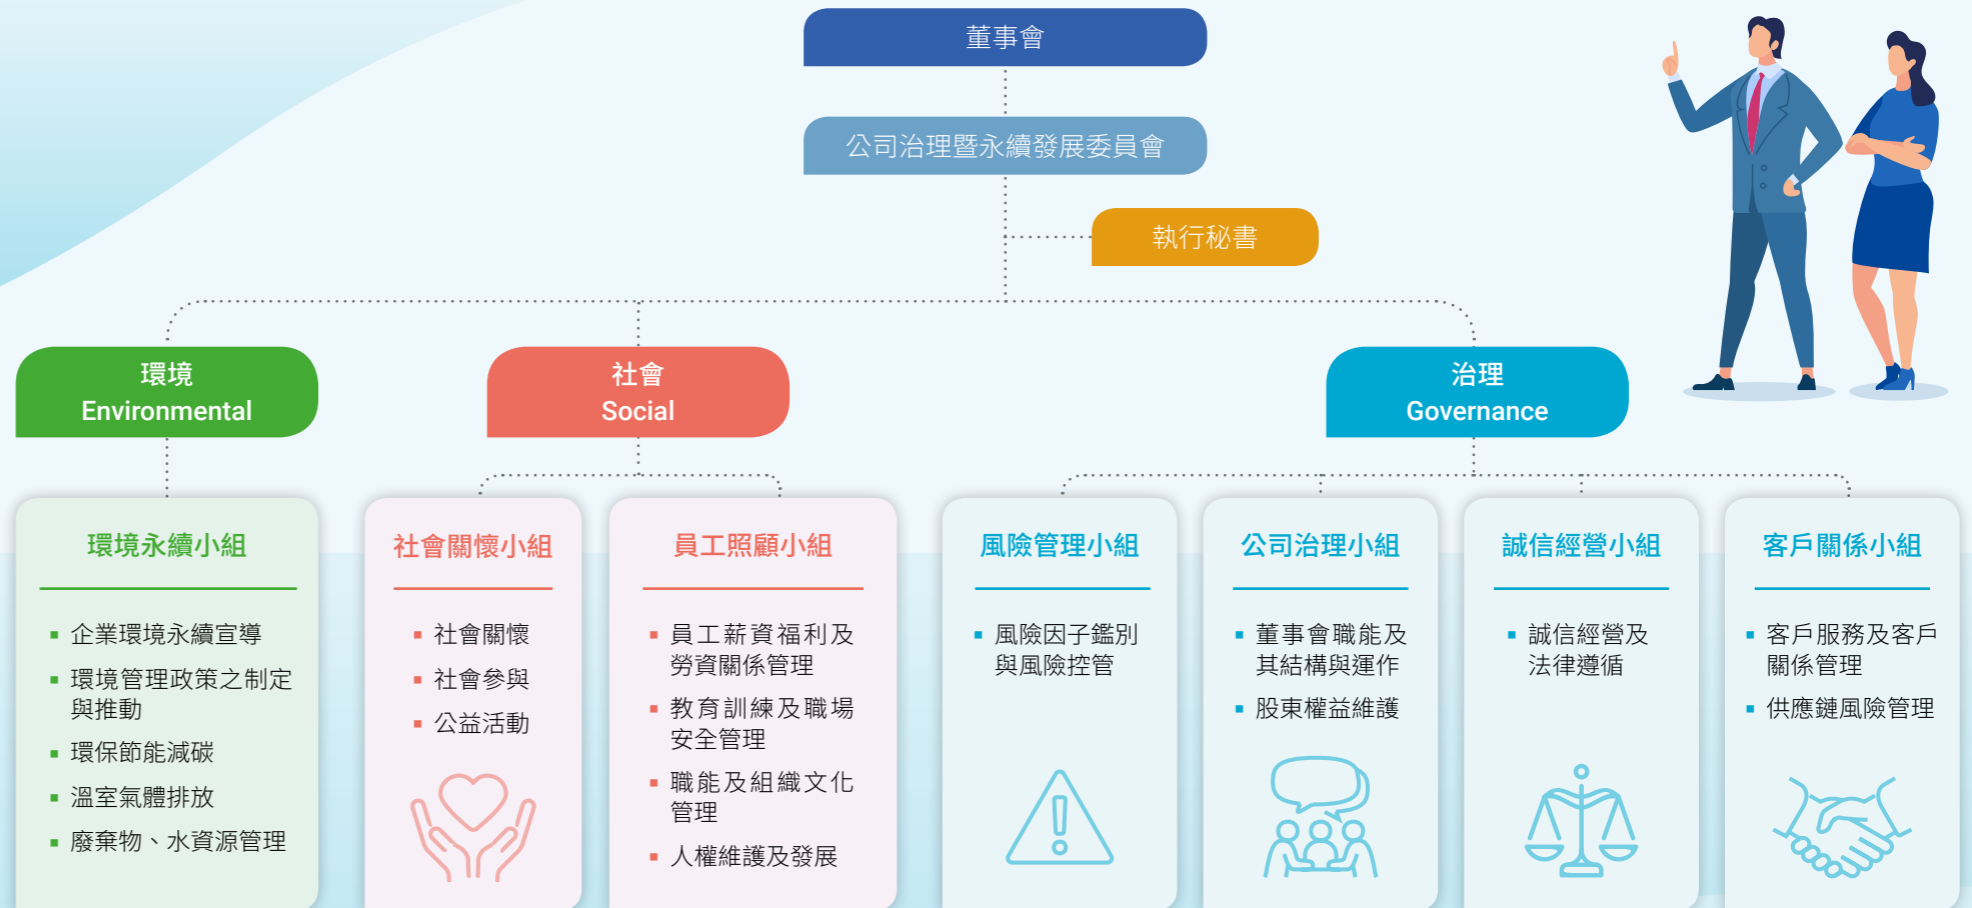 董事會
公司治理暨永續發展委員會
執行秘書
環境
Environmental
社會
Social
治理
Governance
環境永續小組
▪ 企業環境永續宣導
▪ 環境管理政策之制定
與推動
▪ 環保節能減碳
▪ 溫室氣體排放
▪ 廢棄物、水資源管理
社會關懷小組
▪ 社會關懷
▪ 社會參與
▪ 公益活動
員工照顧小組
▪ 員工薪資福利及
勞資關係管理
▪ 教育訓練及職場
安全管理
▪ 職能及組織文化
管理
▪ 人權維護及發展
風險管理小組
▪ 風險因子鑑別
與風險控管
公司治理小組
▪ 董事會職能及
其結構與運作
▪ 股東權益維護
誠信經營小組
▪ 誠信經營及
法律遵循
客戶關係小組
▪ 客戶服務及客戶
關係管理
▪ 供應鏈風險管理